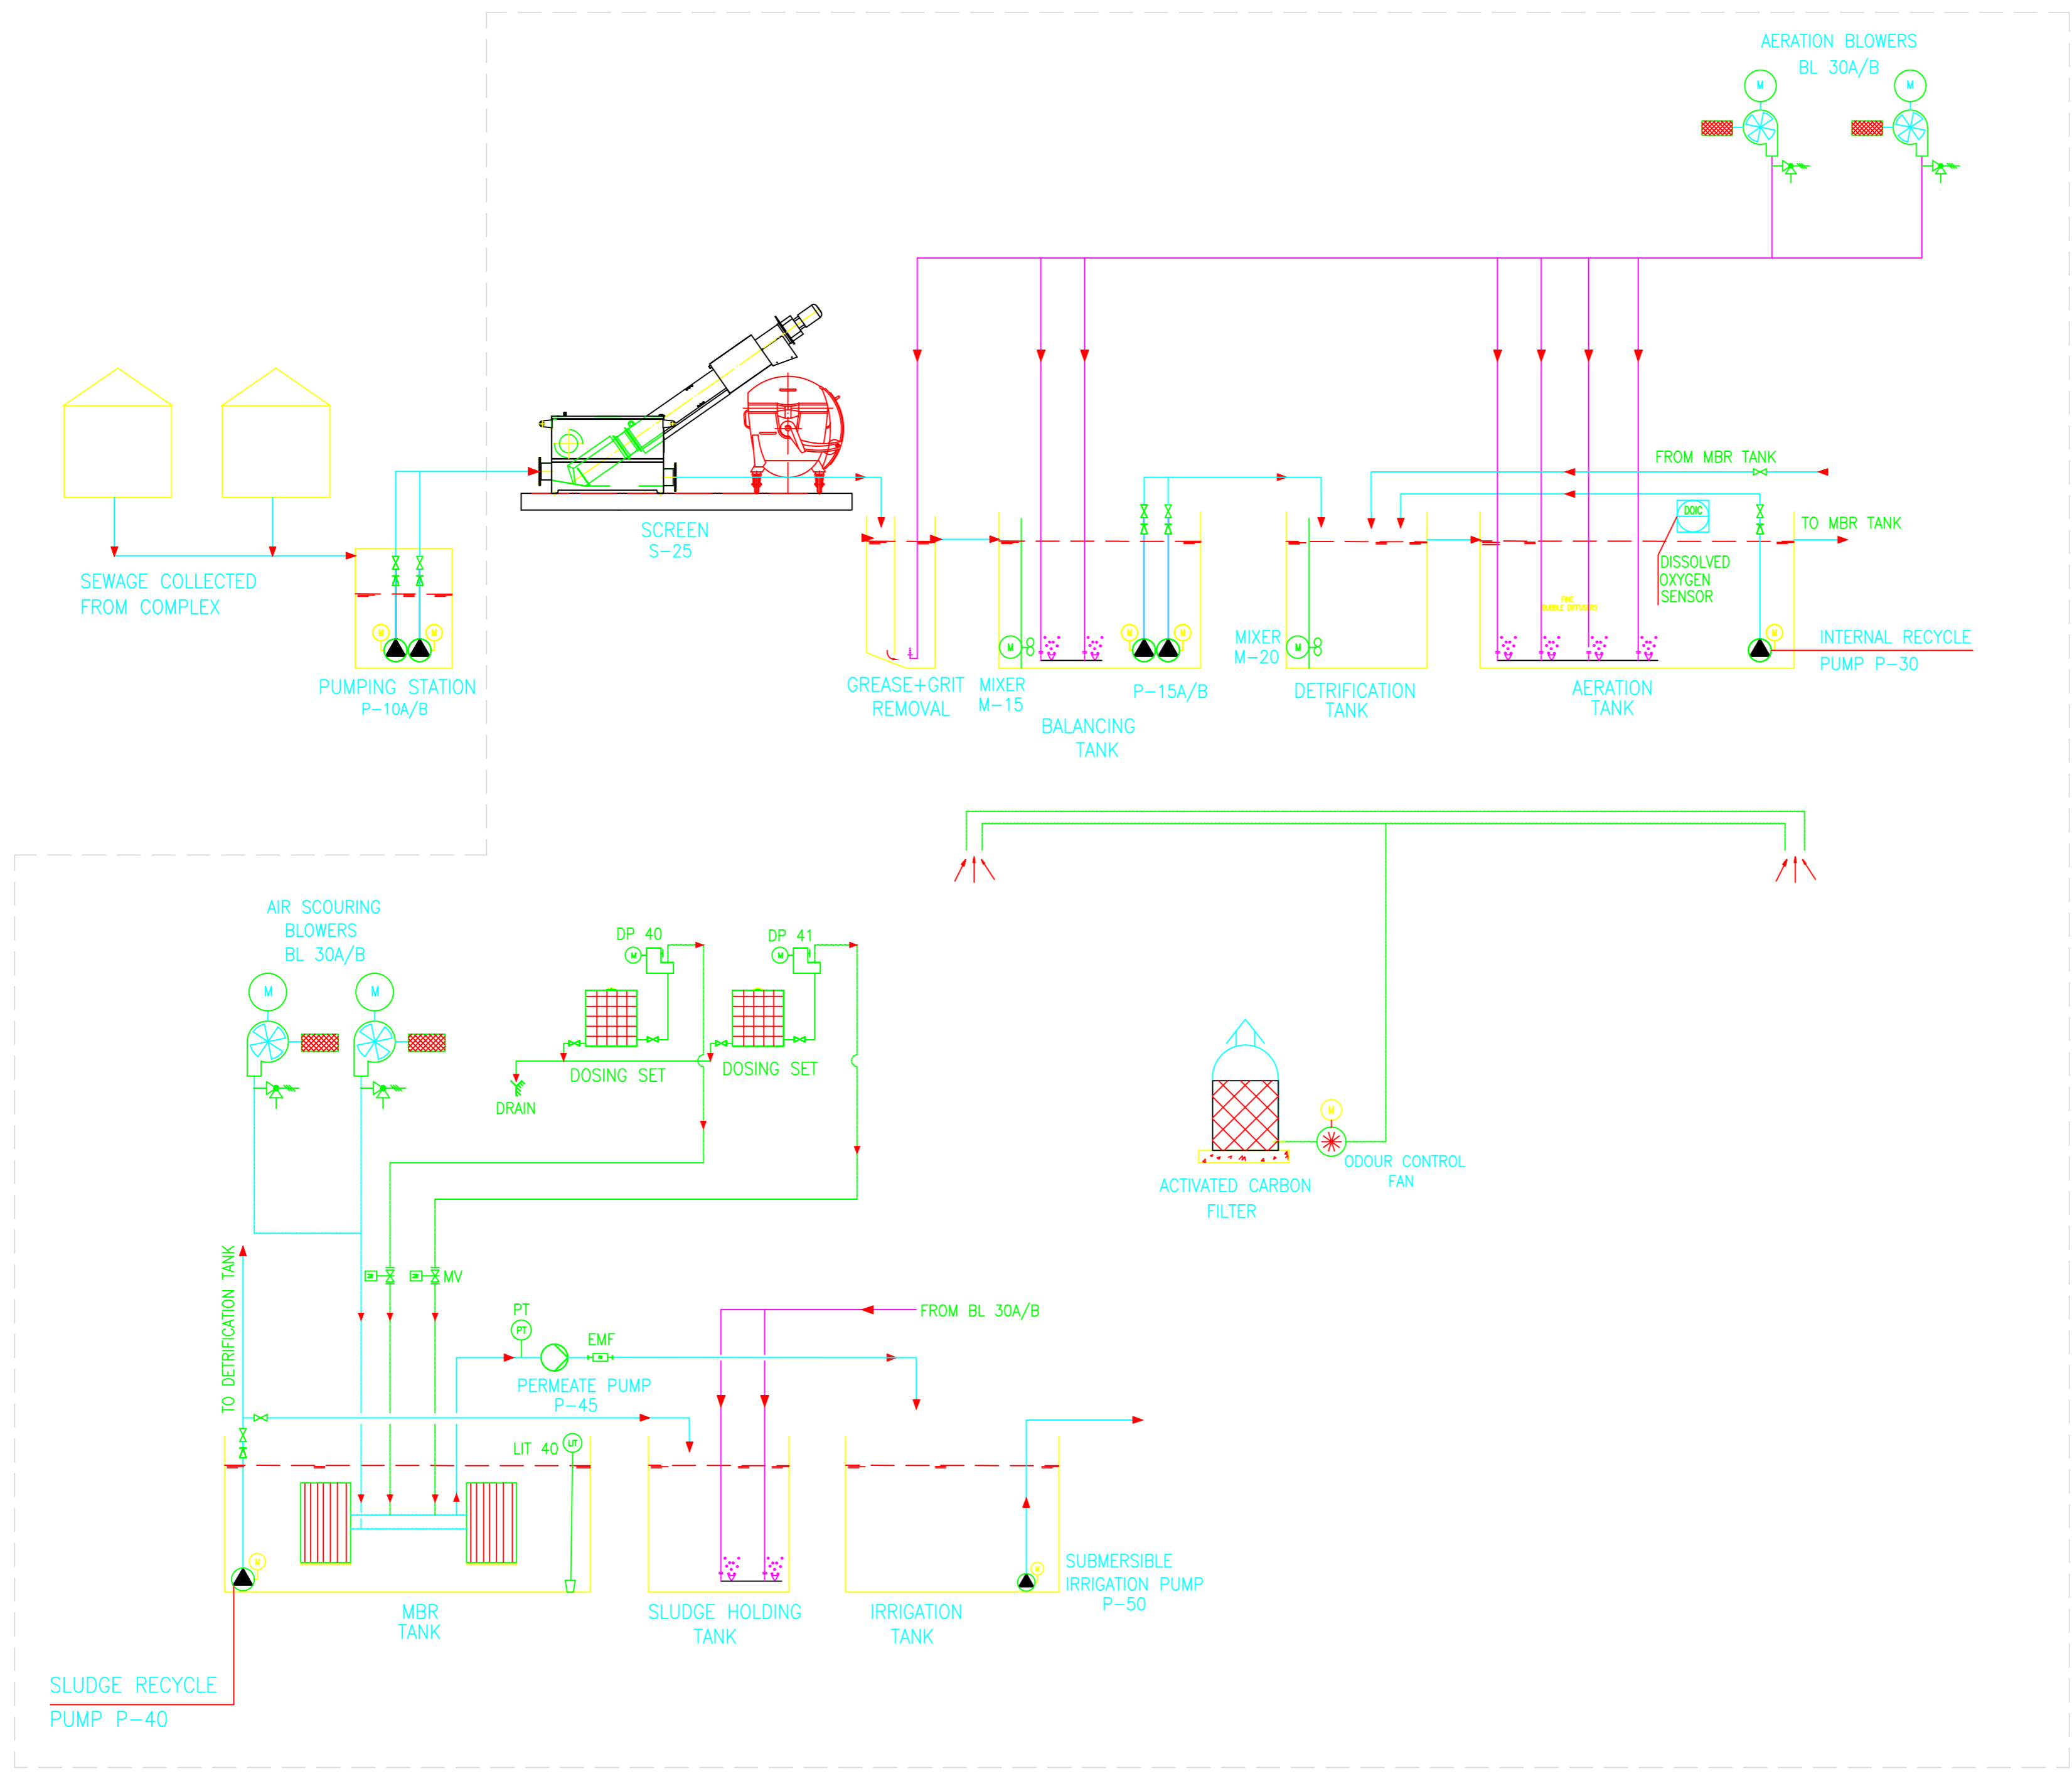 AERATION BLOWERS
BL 30A/B
M
M
FROM MBR TANK
DOIC
TO MBR TANK
SCREEN
S-25
DISSOLVED
OXYGEN
SENSOR
SEWAGE COLLECTED
FROM COMPLEX
BUBBLE DIFFUSERS
M
M
M
M
M
M
M
MIXER
M-20
INTERNAL RECYCLE
PUMP P-30
PUMPING STATION
P-10A/B
GREASE+GRIT
REMOVAL
MIXER
M-15
P-15A/B
BALANCING
TANK
DETRIFICATION
TANK
AERATION
TANK
AIR SCOURING
BLOWERS
BL 30A/B
M
M
DP 40
M
DP 41
M
DOSING SET
DOSING SET
DRAIN
M
ODOUR CONTROL
FAN
ACTIVATED CARBON
FILTER
TO DETRIFICATION TANK
MV
PT
PT
EMF
FROM BL 30A/B
PERMEATE PUMP
P-45
LIT 40
LIT
M
M
SUBMERSIBLE
IRRIGATION PUMP
P-50
MBR
TANK
SLUDGE HOLDING
TANK
IRRIGATION
TANK
SLUDGE RECYCLE
PUMP P-40